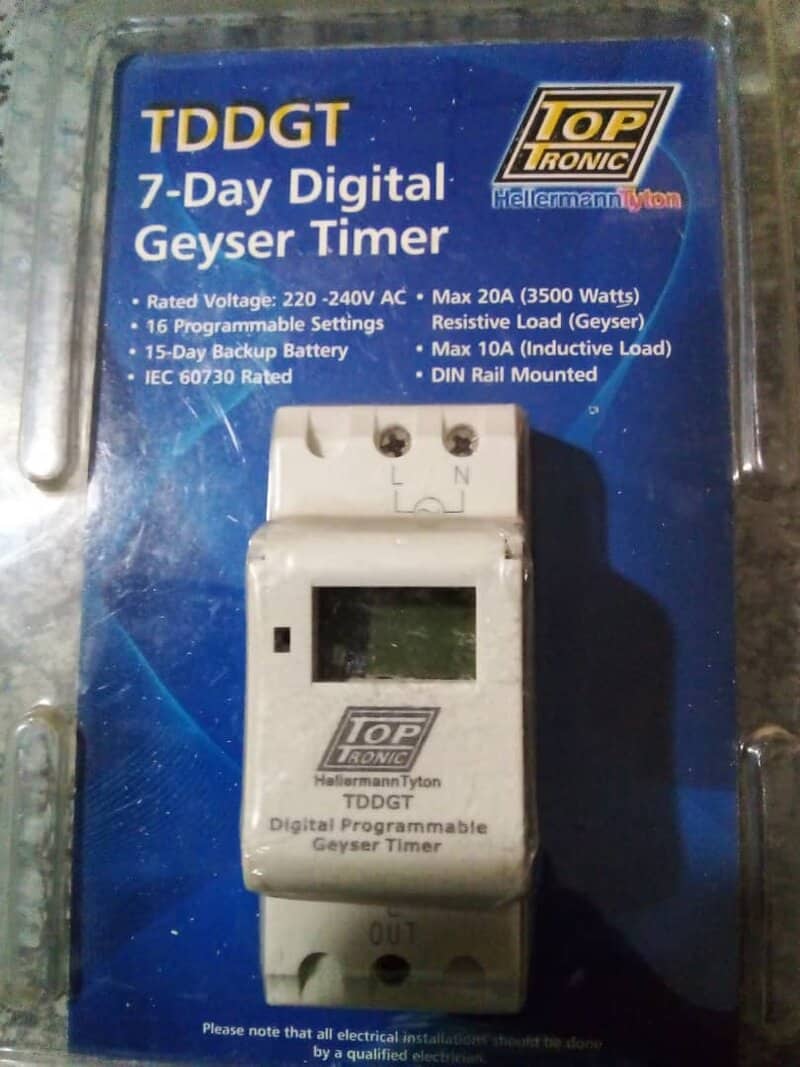 TDDGT
7-Day Digital
Geyser Timer
TOP
TRONIC
HellermannTyton
• Rated Voltage: 220 -240V AC
• 16 Programmable Settings
• 15-Day Backup Battery
• IEC 60730 Rated
• Max 20A (3500 Watts)
Resistive Load (Geyser)
• Max 10A (Inductive Load)
• DIN Rail Mounted
L N
TOP
TRONIC
HellermannTyton
TDDGT
Digital Programmable
Geyser Timer
L
OUT
Please note that all electrical installations should be done
by a qualified electrician.